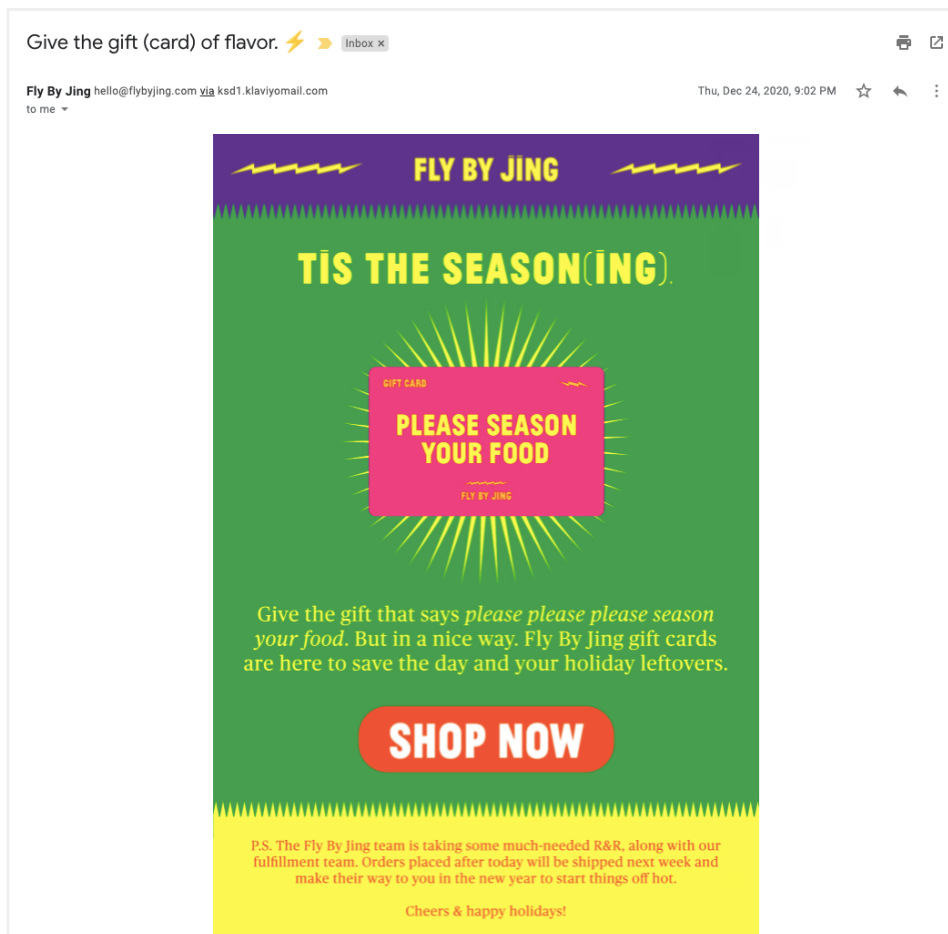 Give the gift (card) of flavor. ⚡
Inbox ×
Fly By Jing hello@flybyjing.com via ksd1.klaviyomail.com
Thu, Dec 24, 2020, 9:02 PM
to me
FLY BY JĪNG
TĪS THE SEASON(ĪNG).
GIFT CARD
PLEASE SEASON
YOUR FOOD
FLY BY JING
Give the gift that says please please please season
your food. But in a nice way. Fly By Jing gift cards
are here to save the day and your holiday leftovers.
SHOP NOW
P.S. The Fly By Jing team is taking some much-needed R&R, along with our
fulfillment team. Orders placed after today will be shipped next week and
make their way to you in the new year to start things off hot.
Cheers & happy holidays!